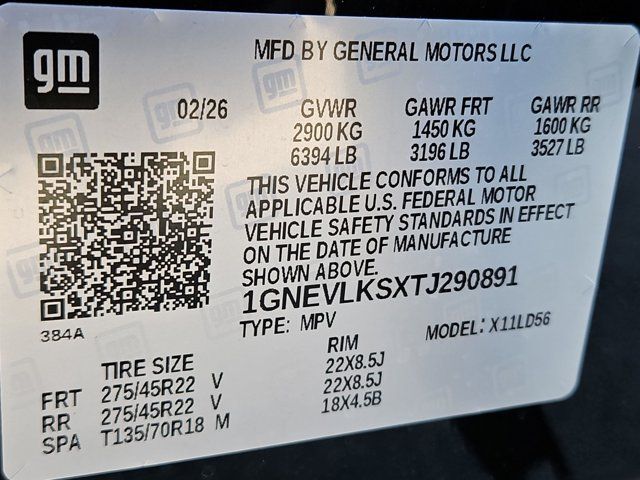 gm
MFD BY GENERAL MOTORS LLC
02/26 GVWR GAWR FRT GAWR RR
2900 KG 1450 KG 1600 KG
6394 LB 3196 LB 3527 LB
THIS VEHICLE CONFORMS TO ALL
APPLICABLE U.S. FEDERAL MOTOR
VEHICLE SAFETY STANDARDS IN EFFECT
ON THE DATE OF MANUFACTURE
SHOWN ABOVE.
1GNEVLKSXTJ290891
384A
TYPE: MPV MODEL: X11LD56
TIRE SIZE RIM
FRT 275/45R22 V 22X8.5J
RR 275/45R22 V 22X8.5J
SPA T135/70R18 M 18X4.5B